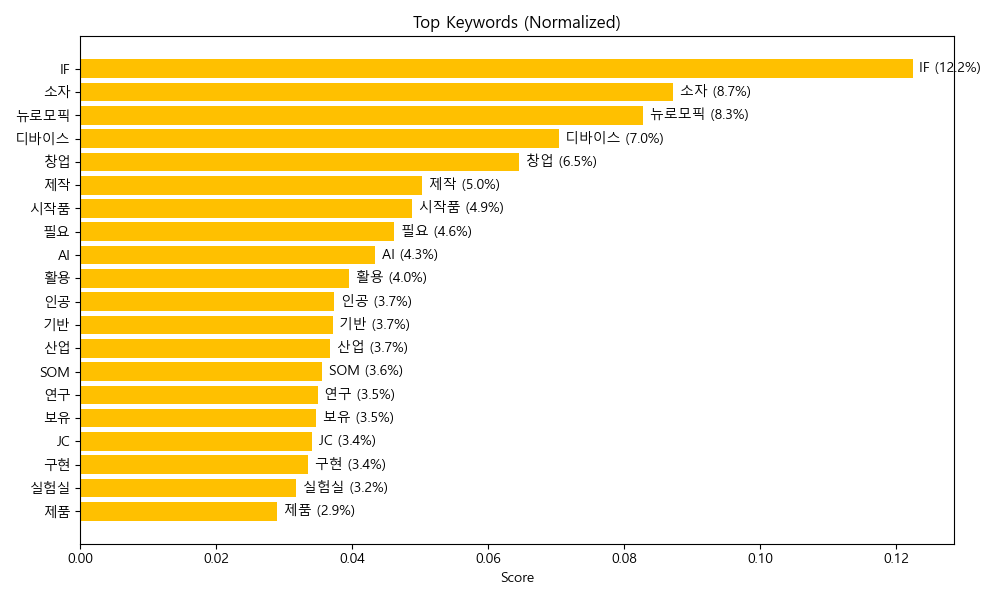 Top Keywords (Normalized)
IF IF (12.2%)
소자 소자 (8.7%)
뉴로모픽 뉴로모픽 (8.3%)
디바이스 디바이스 (7.0%)
창업 창업 (6.5%)
제작 제작 (5.0%)
시작품 시작품 (4.9%)
필요 필요 (4.6%)
AI AI (4.3%)
활용 활용 (4.0%)
인공 인공 (3.7%)
기반 기반 (3.7%)
산업 산업 (3.7%)
SOM SOM (3.6%)
연구 연구 (3.5%)
보유 보유 (3.5%)
JC JC (3.4%)
구현 구현 (3.4%)
실험실 실험실 (3.2%)
제품 제품 (2.9%)
0.00 0.02 0.04 0.06 0.08 0.10 0.12
Score